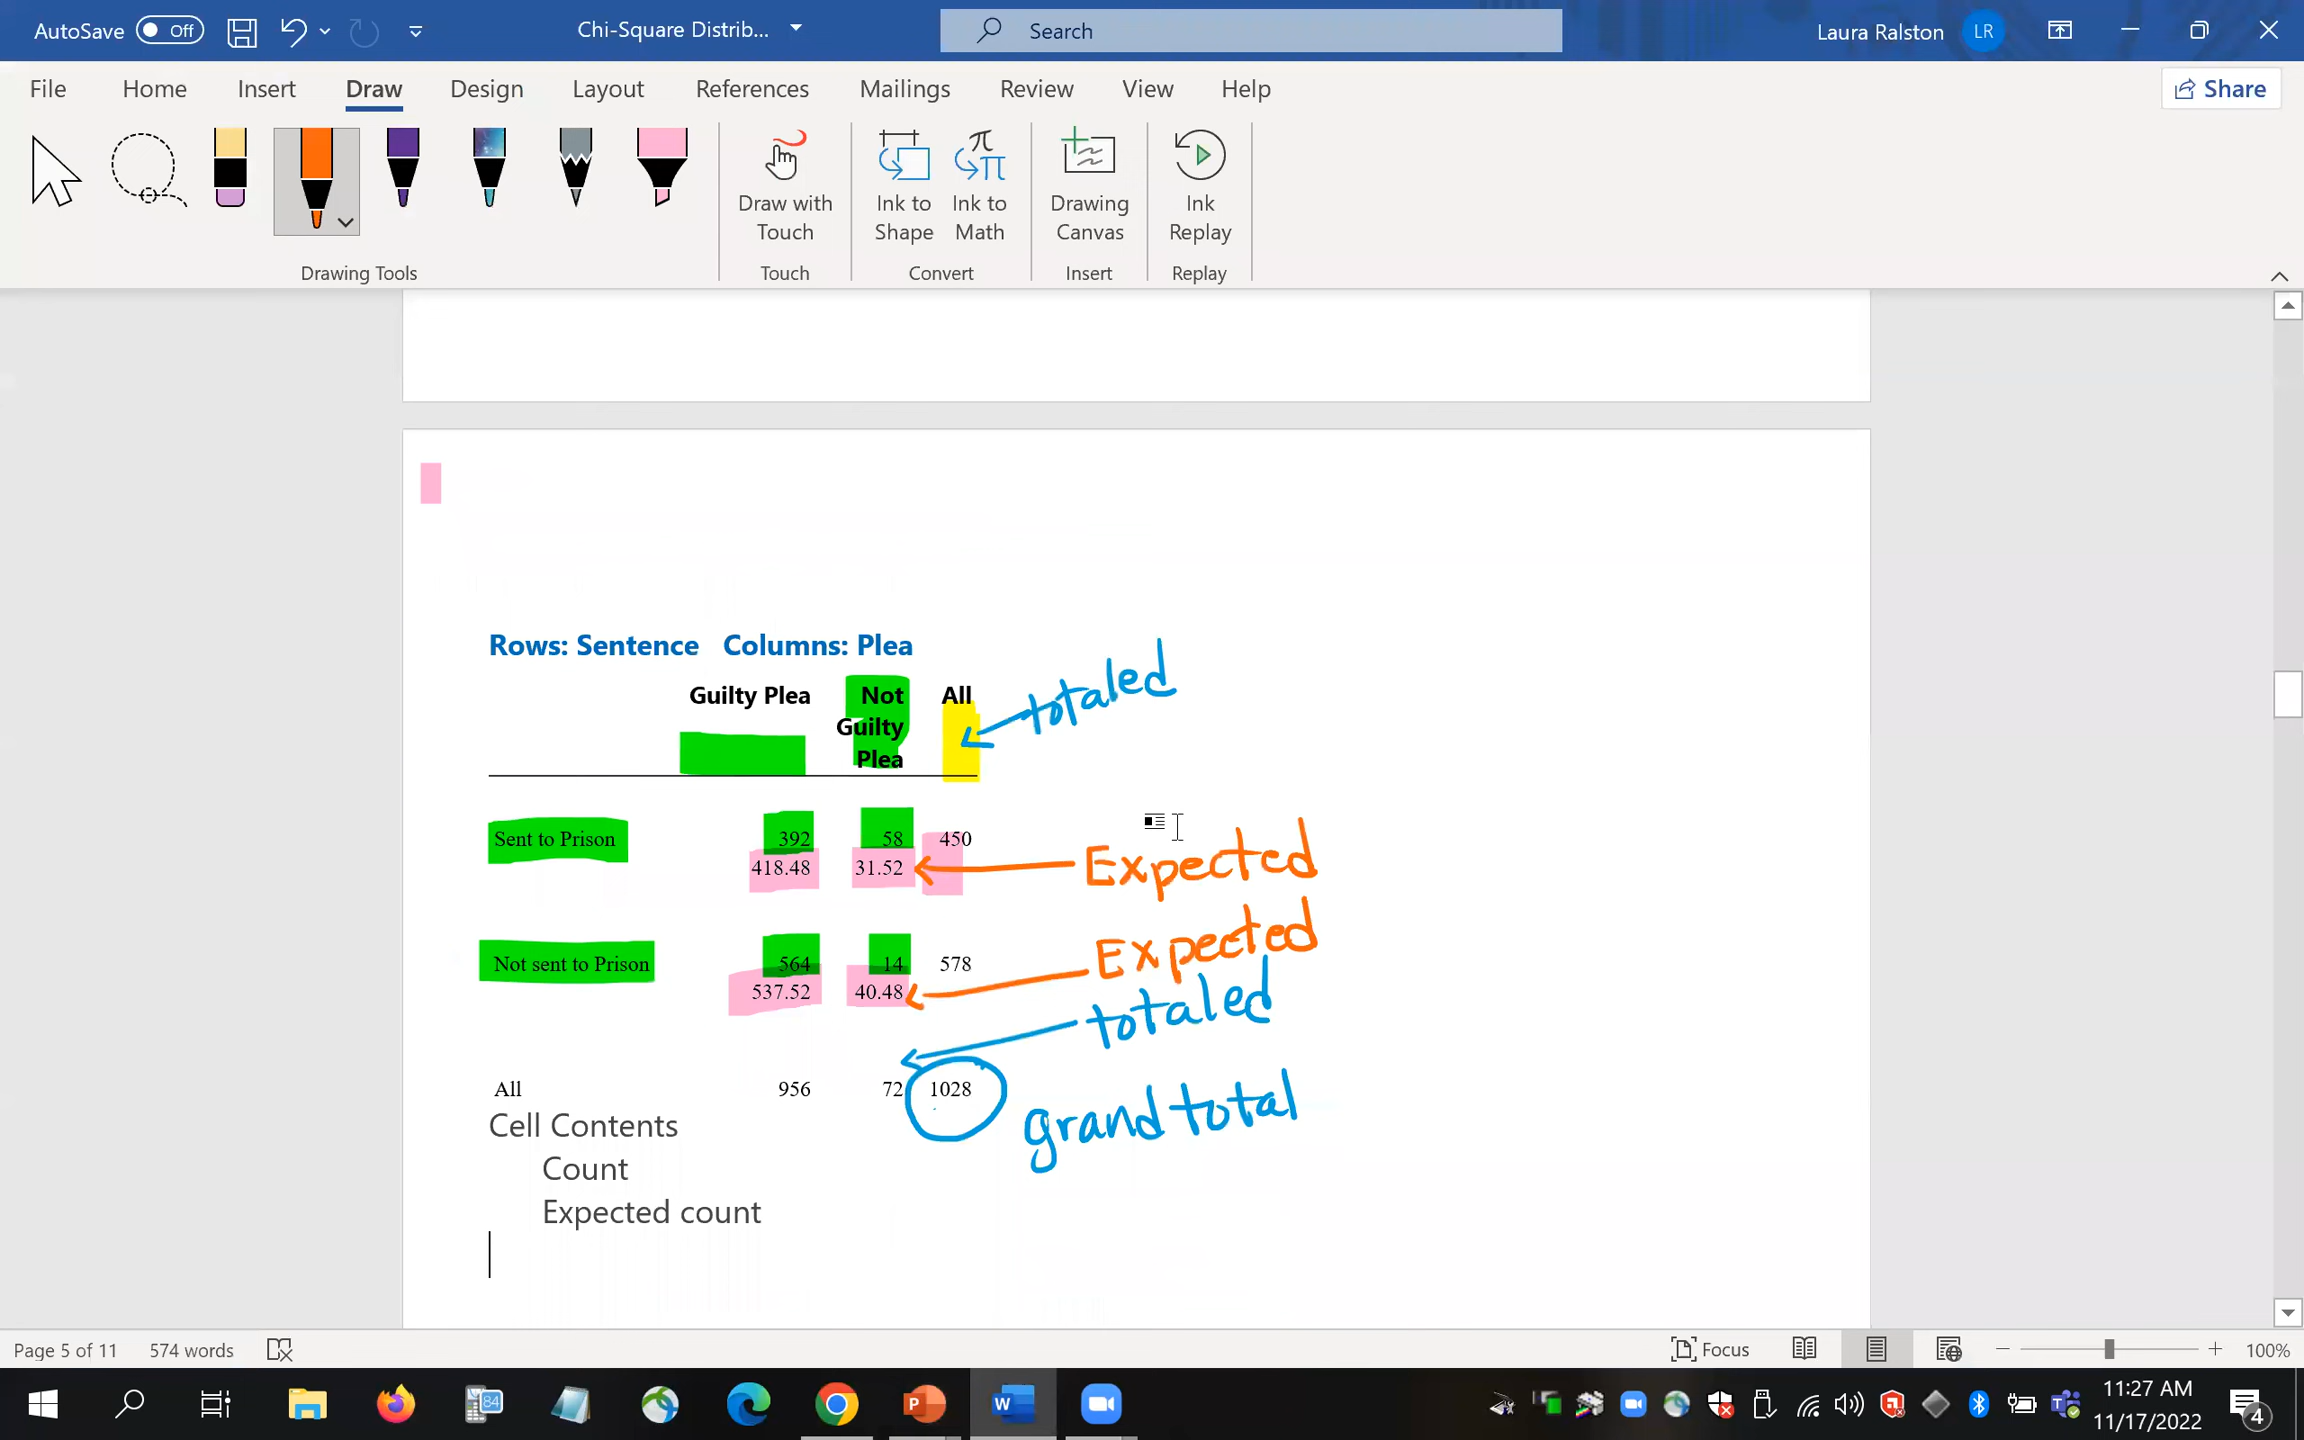 AutoSave Off
Chi-Square Distrib...
Search
Laura Ralston LR
File Home Insert Draw Design Layout References Mailings Review View Help
Share
Draw with Touch
Ink to Shape
Ink to Math
Drawing Canvas
Ink Replay
Drawing Tools Touch Convert Insert Replay
Rows: Sentence Columns: Plea
totaled
Guilty Plea Not Guilty Plea All
Sent to Prison 392 58 450
418.48 31.52
Expected
Expected
Not sent to Prison 564 14 578
537.52 40.48
totaled
All 956 72 1028
grand total
Cell Contents
Count
Expected count
Page 5 of 11 574 words
Focus
100%
84
11:27 AM
11/17/2022
4